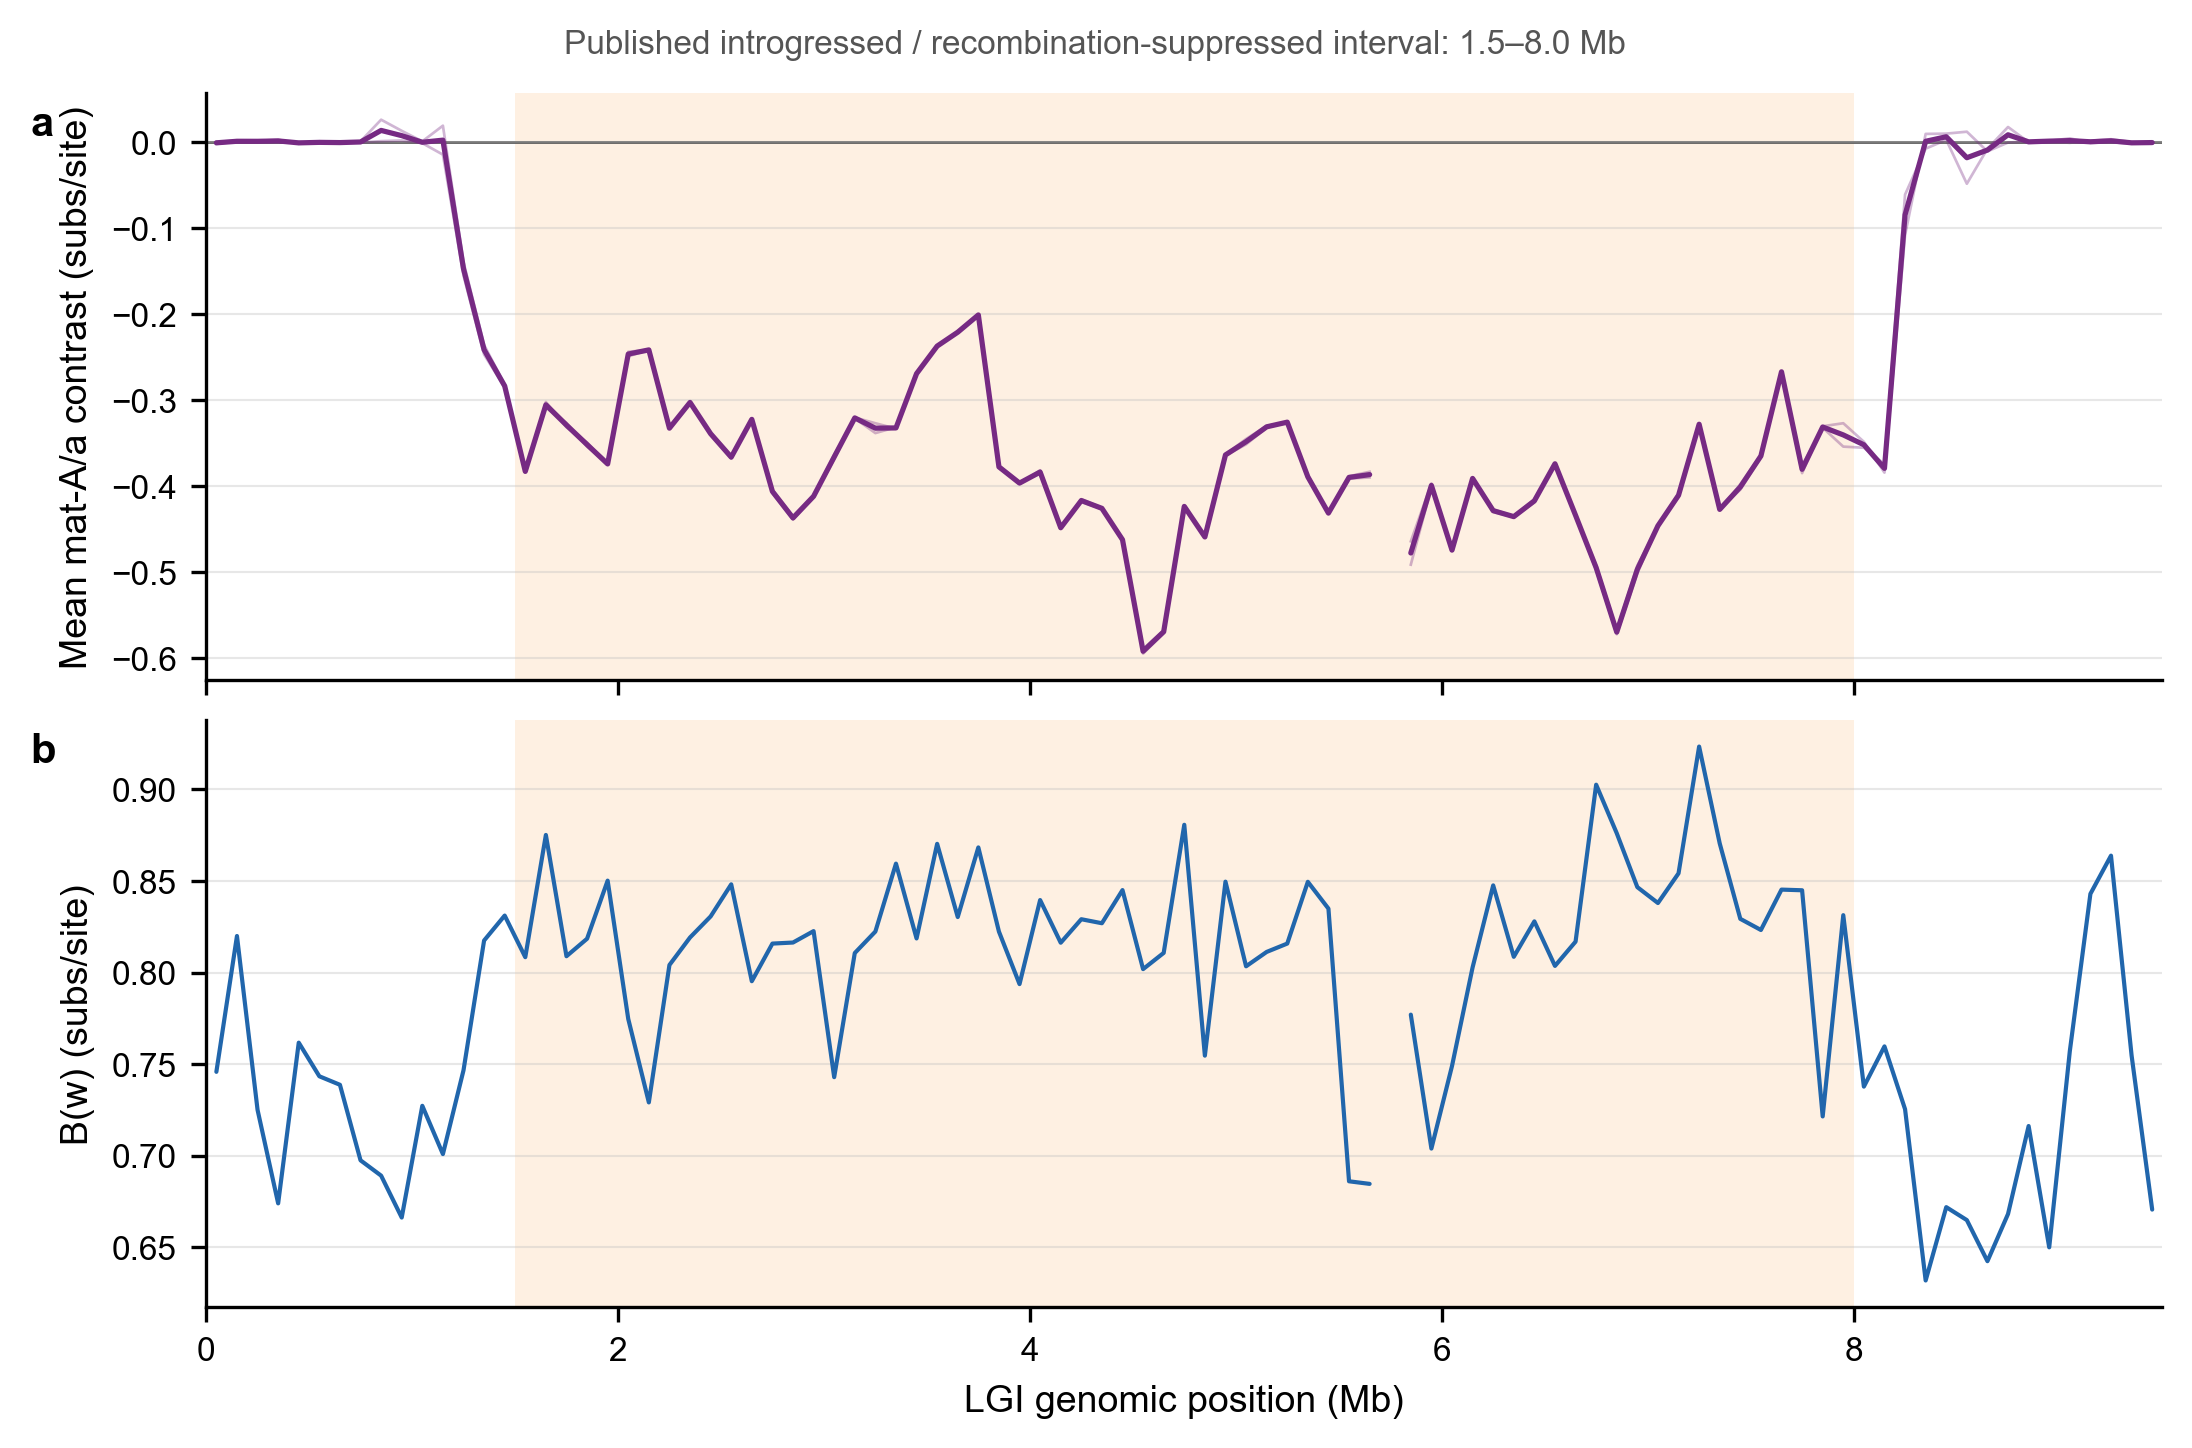 Published introgressed / recombination-suppressed interval: 1.5–8.0 Mb
a
Mean mat-A/a contrast (subs/site)
0.0
−0.1
−0.2
−0.3
−0.4
−0.5
−0.6
b
B(w) (subs/site)
0.90
0.85
0.80
0.75
0.70
0.65
0 2 4 6 8
LGI genomic position (Mb)